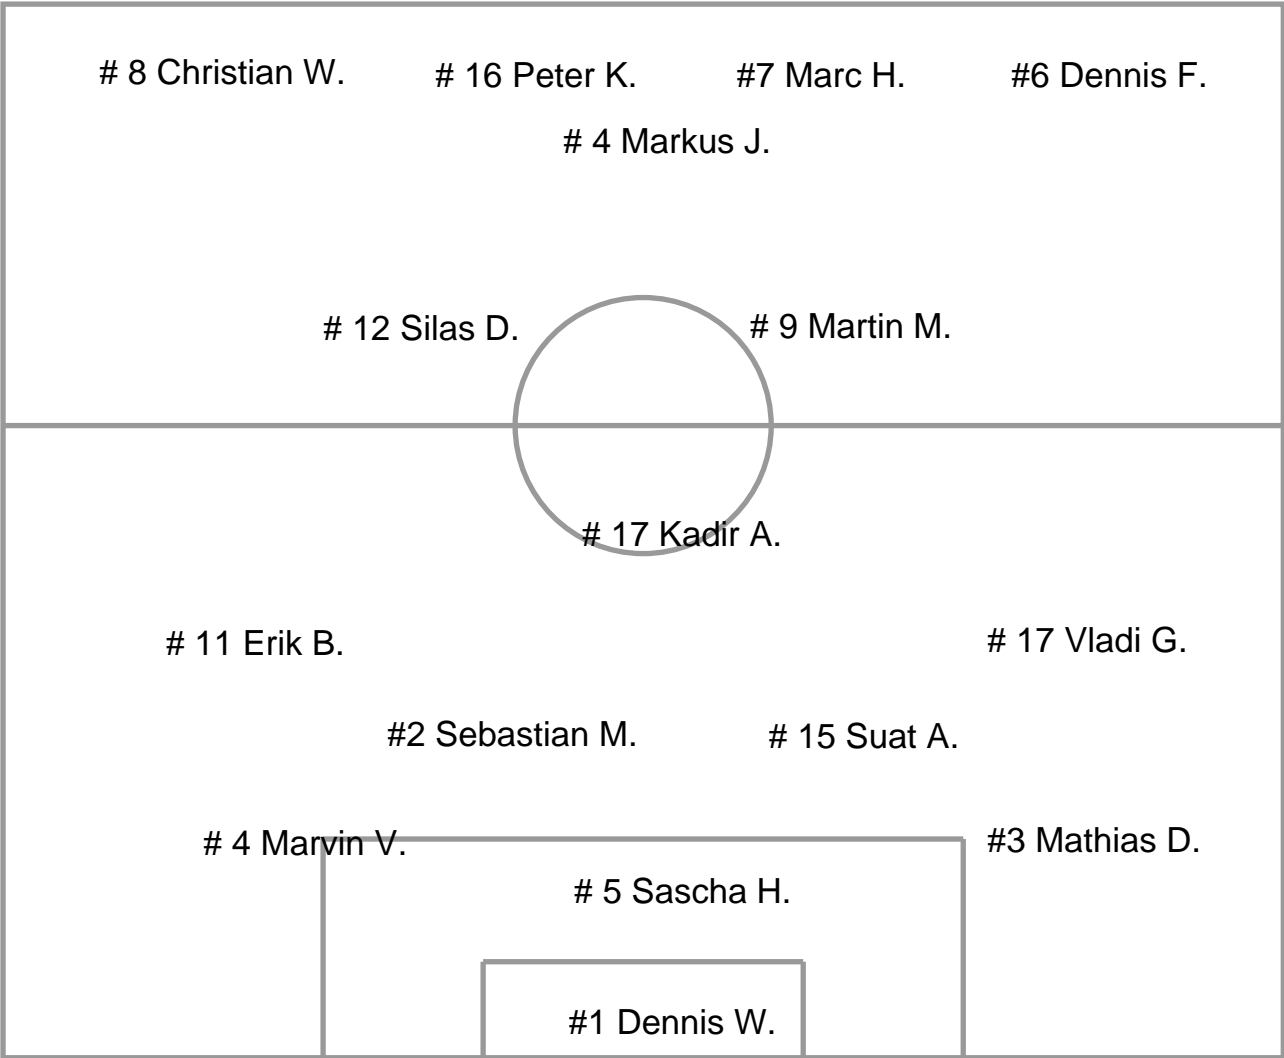 # 8 Christian W.
# 16 Peter K.
#7 Marc H.
#6 Dennis F.
# 4 Markus J.
# 12 Silas D.
# 9 Martin M.
# 17 Kadir A.
# 11 Erik B.
# 17 Vladi G.
#2 Sebastian M.
# 15 Suat A.
# 4 Marvin V.
#3 Mathias D.
# 5 Sascha H.
#1 Dennis W.